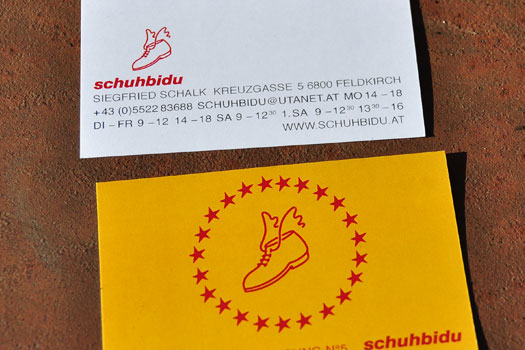 schuhbidu
SIEGFRIED SCHALK KREUZGASSE 5 6800 FELDKIRCH
+43 (0)5522 83688 SCHUHBIDU@UTANET.AT MO 14 – 18
DI – FR 9 – 12 14 – 18 SA 9 – 12³⁰ 1. SA 9 – 12³⁰ 13³⁰ – 16
WWW.SCHUHBIDU.AT
Nº5 schuhbidu